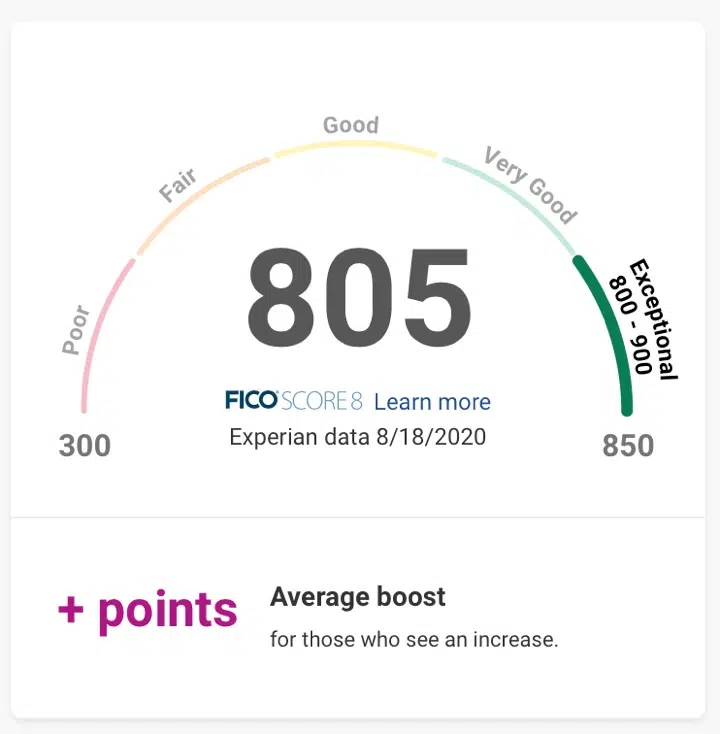 Good
Fair
Very Good
Poor
Exceptional
800 - 900
805
FICO SCORE 8 Learn more
Experian data 8/18/2020
300
850
+ points
Average boost
for those who see an increase.